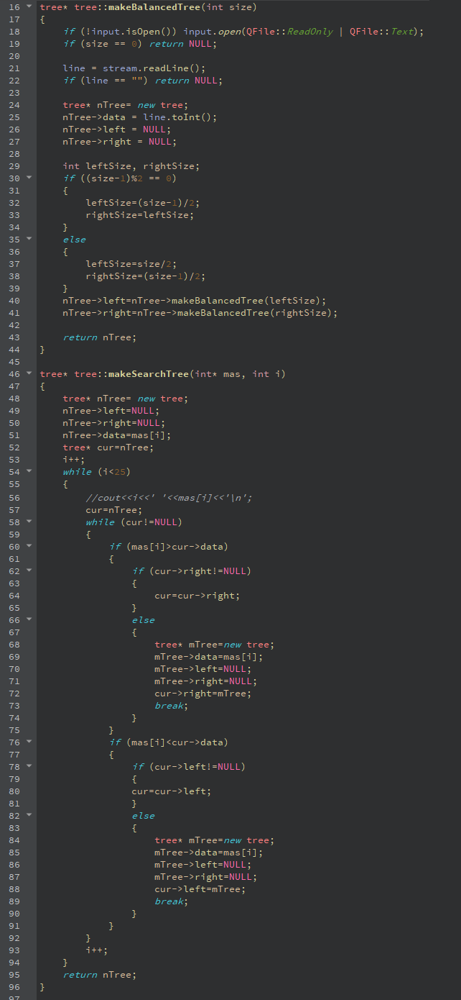 16 tree* tree::makeBalancedTree(int size)
17 {
18     if (!input.isOpen()) input.open(QFile::ReadOnly | QFile::Text);
19     if (size == 0) return NULL;
20
21     line = stream.readLine();
22     if (line == "") return NULL;
23
24     tree* nTree= new tree;
25     nTree->data = line.toInt();
26     nTree->left = NULL;
27     nTree->right = NULL;
28
29     int leftSize, rightSize;
30     if ((size-1)%2 == 0)
31     {
32         leftSize=(size-1)/2;
33         rightSize=leftSize;
34     }
35     else
36     {
37         leftSize=size/2;
38         rightSize=(size-1)/2;
39     }
40     nTree->left=nTree->makeBalancedTree(leftSize);
41     nTree->right=nTree->makeBalancedTree(rightSize);
42
43     return nTree;
44 }
45
46 tree* tree::makeSearchTree(int* mas, int i)
47 {
48     tree* nTree= new tree;
49     nTree->left=NULL;
50     nTree->right=NULL;
51     nTree->data=mas[i];
52     tree* cur=nTree;
53     i++;
54     while (i<25)
55     {
56         //cout<<i<<' '<<mas[i]<<'\n';
57         cur=nTree;
58         while (cur!=NULL)
59         {
60             if (mas[i]>cur->data)
61             {
62                 if (cur->right!=NULL)
63                 {
64                     cur=cur->right;
65                 }
66                 else
67                 {
68                     tree* mTree=new tree;
69                     mTree->data=mas[i];
70                     mTree->left=NULL;
71                     mTree->right=NULL;
72                     cur->right=mTree;
73                     break;
74                 }
75             }
76             if (mas[i]<cur->data)
77             {
78                 if (cur->left!=NULL)
79                 {
80                 cur=cur->left;
81                 }
82                 else
83                 {
84                     tree* mTree=new tree;
85                     mTree->data=mas[i];
86                     mTree->left=NULL;
87                     mTree->right=NULL;
88                     cur->left=mTree;
89                     break;
90                 }
91             }
92         }
93         i++;
94     }
95     return nTree;
96 }
97